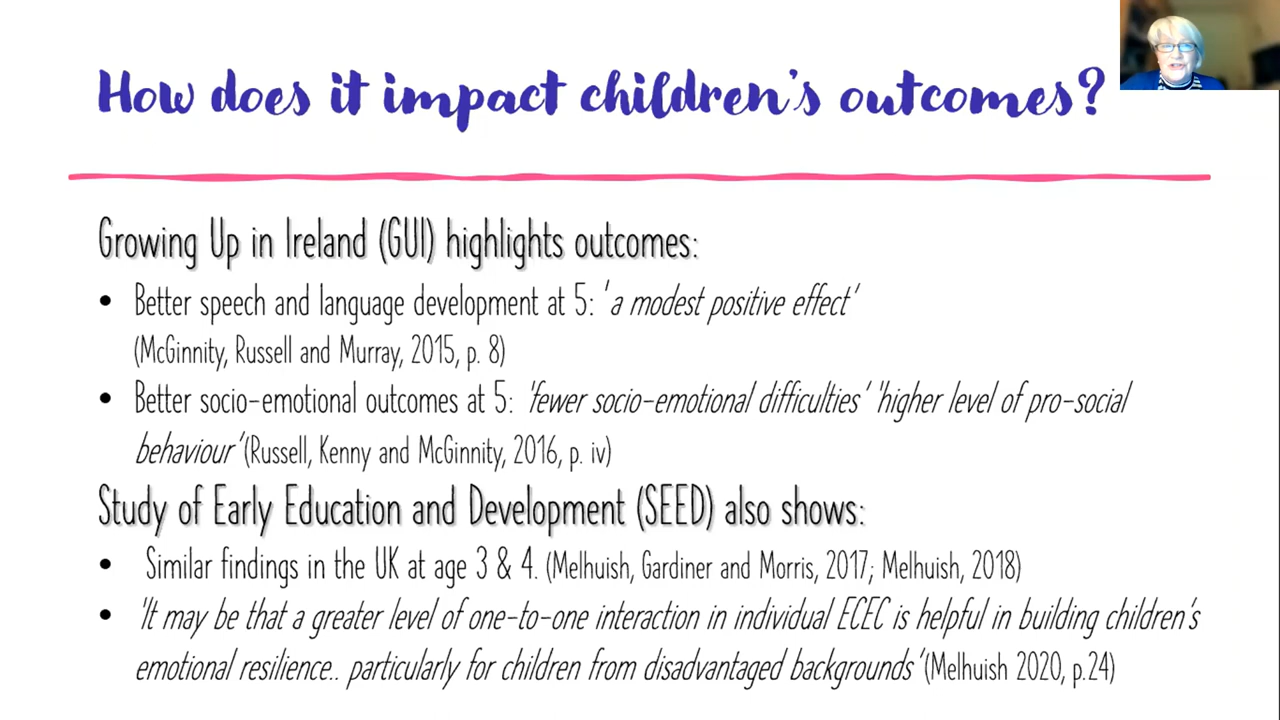 How does it impact children's outcomes?
Growing Up in Ireland (GUI) highlights outcomes:
• Better speech and language development at 5: 'a modest positive effect'
(McGinnity, Russell and Murray, 2015, p. 8)
• Better socio-emotional outcomes at 5: 'fewer socio-emotional difficulties' 'higher level of pro-social
behaviour'(Russell, Kenny and McGinnity, 2016, p. iv)
Study of Early Education and Development (SEED) also shows:
• Similar findings in the UK at age 3 & 4. (Melhuish, Gardiner and Morris, 2017; Melhuish, 2018)
• 'It may be that a greater level of one-to-one interaction in individual ECEC is helpful in building children's
emotional resilience.. particularly for children from disadvantaged backgrounds'(Melhuish 2020, p.24)